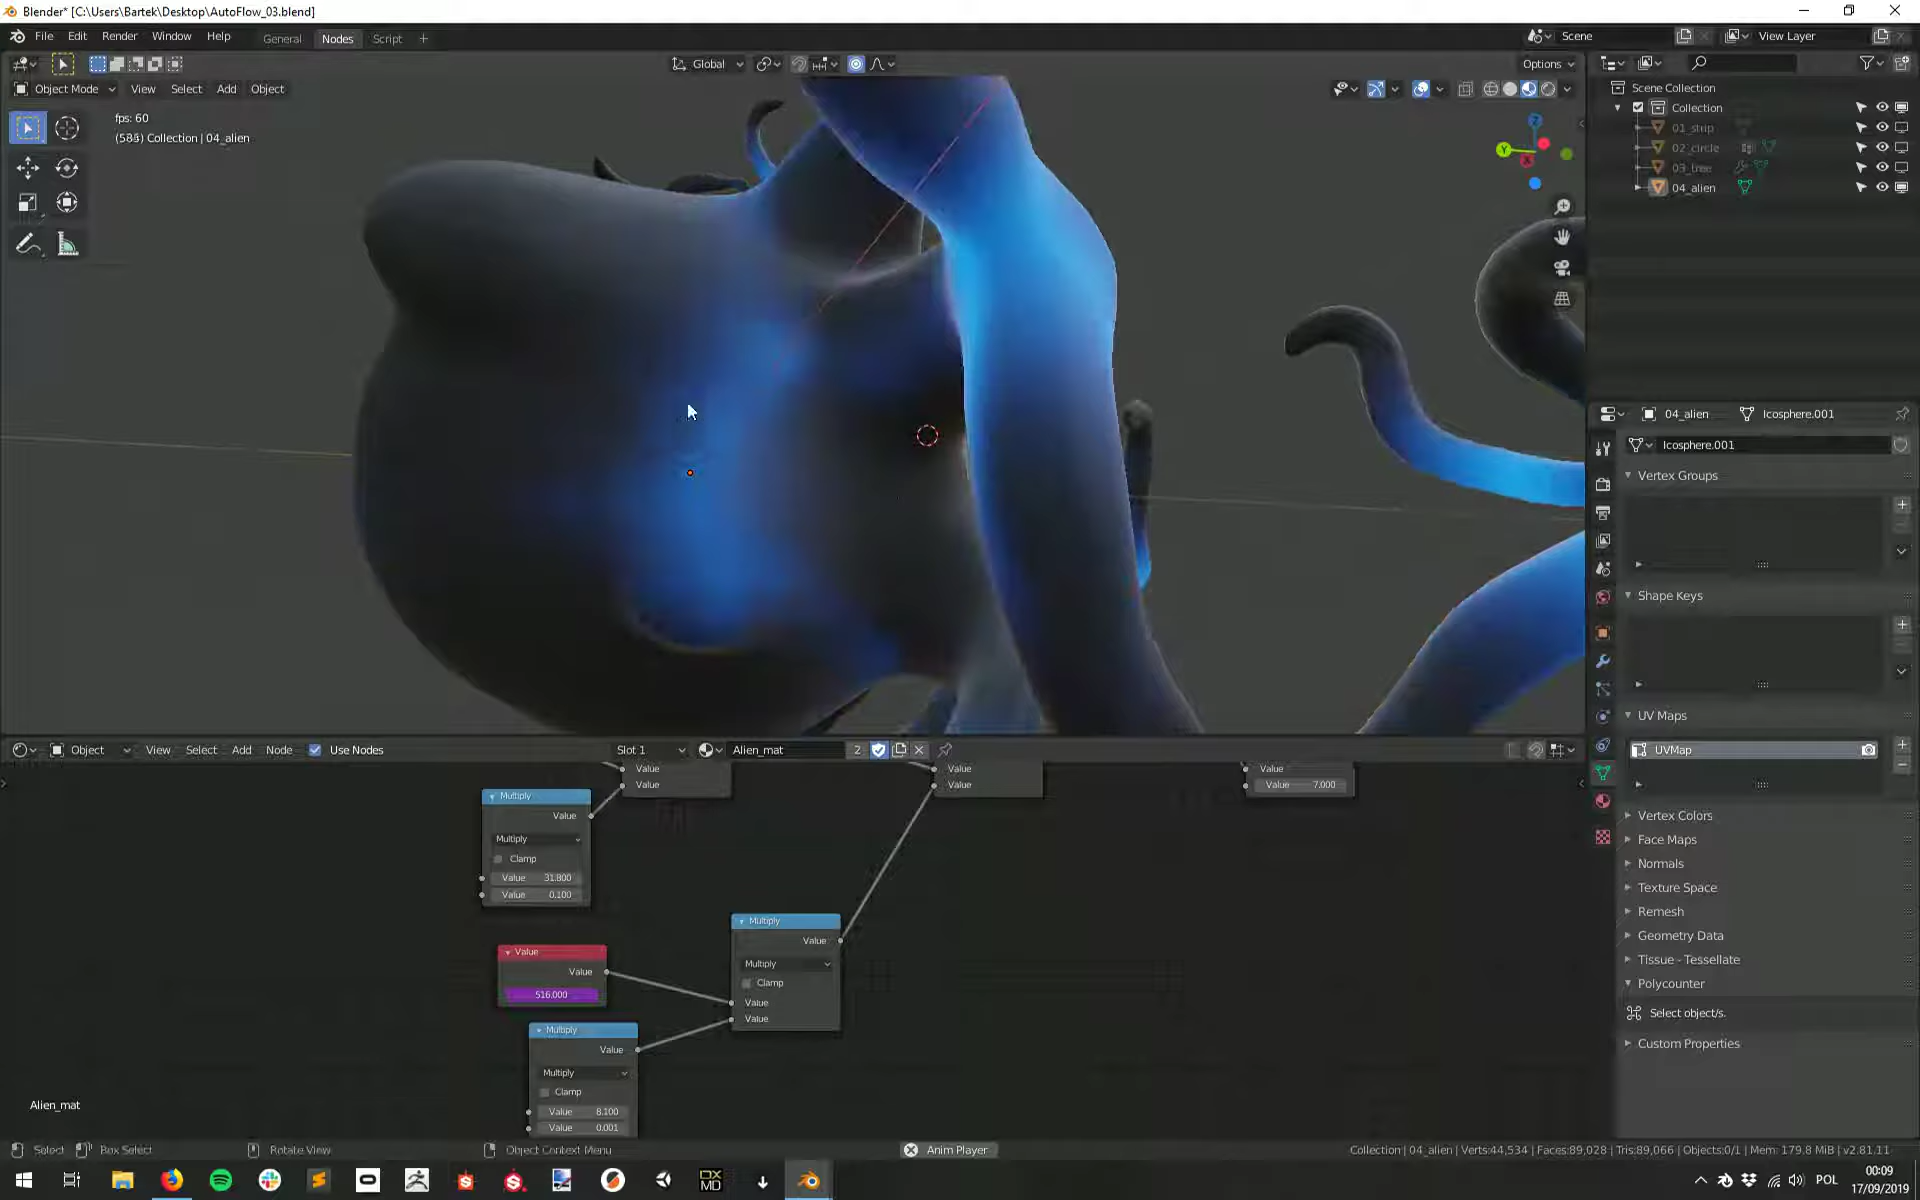 Blender* [C:\Users\Bartek\Desktop\AutoFlow_03.blend]
File Edit Render Window Help General Nodes Script Scene View Layer
Global Options
Object Mode View Select Add Object
fps: 60
Collection | 04_alien
Z
Y
X
Scene Collection
Collection
01_strip
02_circle
03_tree
04_alien
04_alien Icosphere.001
Icosphere.001
Vertex Groups
Shape Keys
UV Maps
UVMap
Vertex Colors
Face Maps
Normals
Texture Space
Remesh
Geometry Data
Tissue - Tessellate
Polycounter
Select object/s.
Custom Properties
Object View Select Add Node Use Nodes Slot 1 Alien_mat 2
Value Value Value
Value Value Value 7.000
Multiply
Value
Multiply
Clamp
Value 31.800
Value 0.100
Multiply
Value
Multiply
Clamp
Value
Value
Value
Value
516.000
Multiply
Value
Multiply
Clamp
Value 8.100
Value 0.001
Alien_mat
Select Box Select Rotate View Object Context Menu Anim Player Collection | 04_alien | Verts:44,534 | Faces:89,028 | Tris:89,066 | Objects:0/1 | Mem: 179.8 MiB | v2.81.11
DX
MD
POL
00:09
17/09/2019